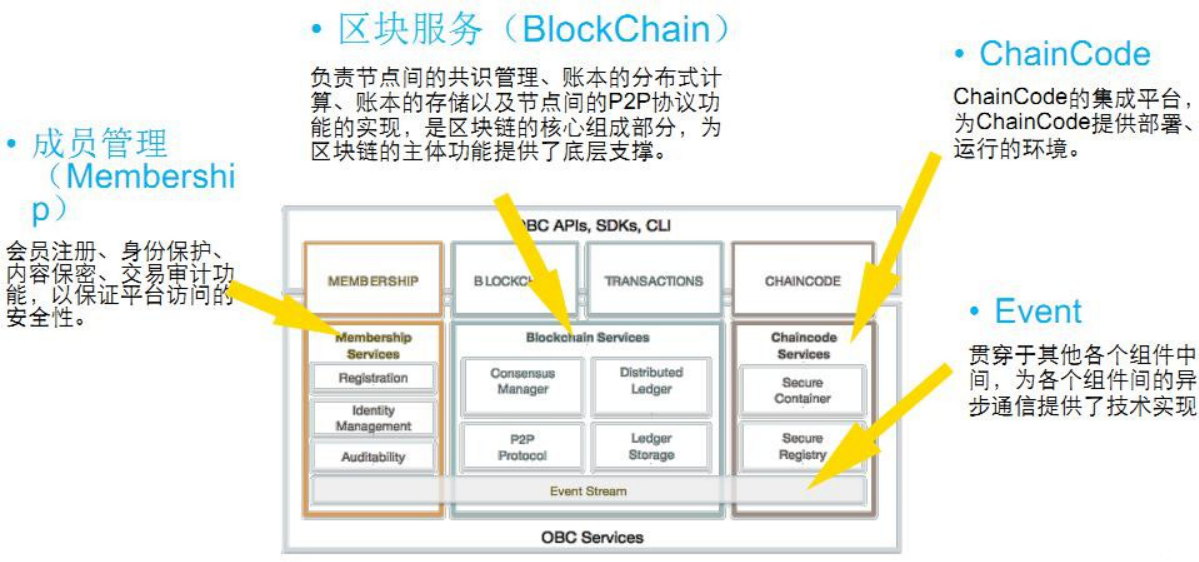 • 区块服务（BlockChain）
负责节点间的共识管理、账本的分布式计
算、账本的存储以及节点间的P2P协议功
能的实现，是区块链的核心组成部分，为
区块链的主体功能提供了底层支撑。
• ChainCode
ChainCode的集成平台，
为ChainCode提供部署、
运行的环境。
• 成员管理
（Membershi
p）
会员注册、身份保护、
内容保密、交易审计功
能，以保证平台访问的
安全性。
• Event
贯穿于其他各个组件中
间，为各个组件间的异
步通信提供了技术实现
OBC APIs, SDKs, CLI
MEMBERSHIP
BLOCKCH
TRANSACTIONS
CHAINCODE
Membership
Services
Registration
Identity
Management
Auditability
Blockchain Services
Consensus
Manager
Distributed
Ledger
P2P
Protocol
Ledger
Storage
Chaincode
Services
Secure
Container
Secure
Registry
Event Stream
OBC Services